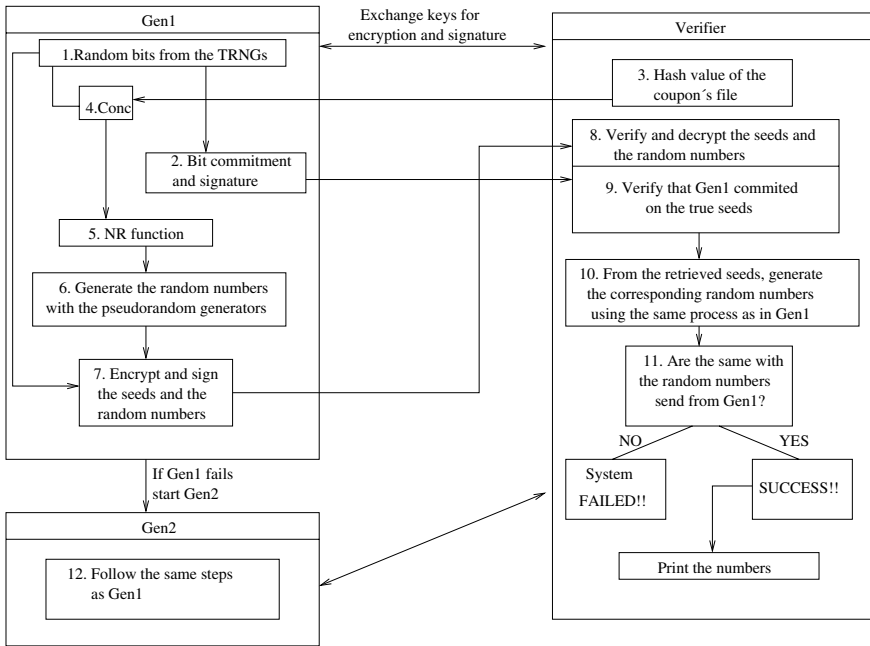 Gen1
1.Random bits from the TRNGs
4.Conc
2. Bit commitment
and signature
5. NR function
6. Generate the random numbers
with the pseudorandom generators
7. Encrypt and sign
the seeds and the
random numbers
If Gen1 fails
start Gen2
Gen2
12. Follow the same steps
as Gen1
Exchange keys for
encryption and signature
Verifier
3. Hash value of the
coupon´s file
8. Verify and decrypt the seeds and
the random numbers
9. Verify that Gen1 commited
on the true seeds
10. From the retrieved seeds, generate
the corresponding random numbers
using the same process as in Gen1
11. Are the same with
the random numbers
send from Gen1?
NO
YES
System
FAILED!!
SUCCESS!!
Print the numbers